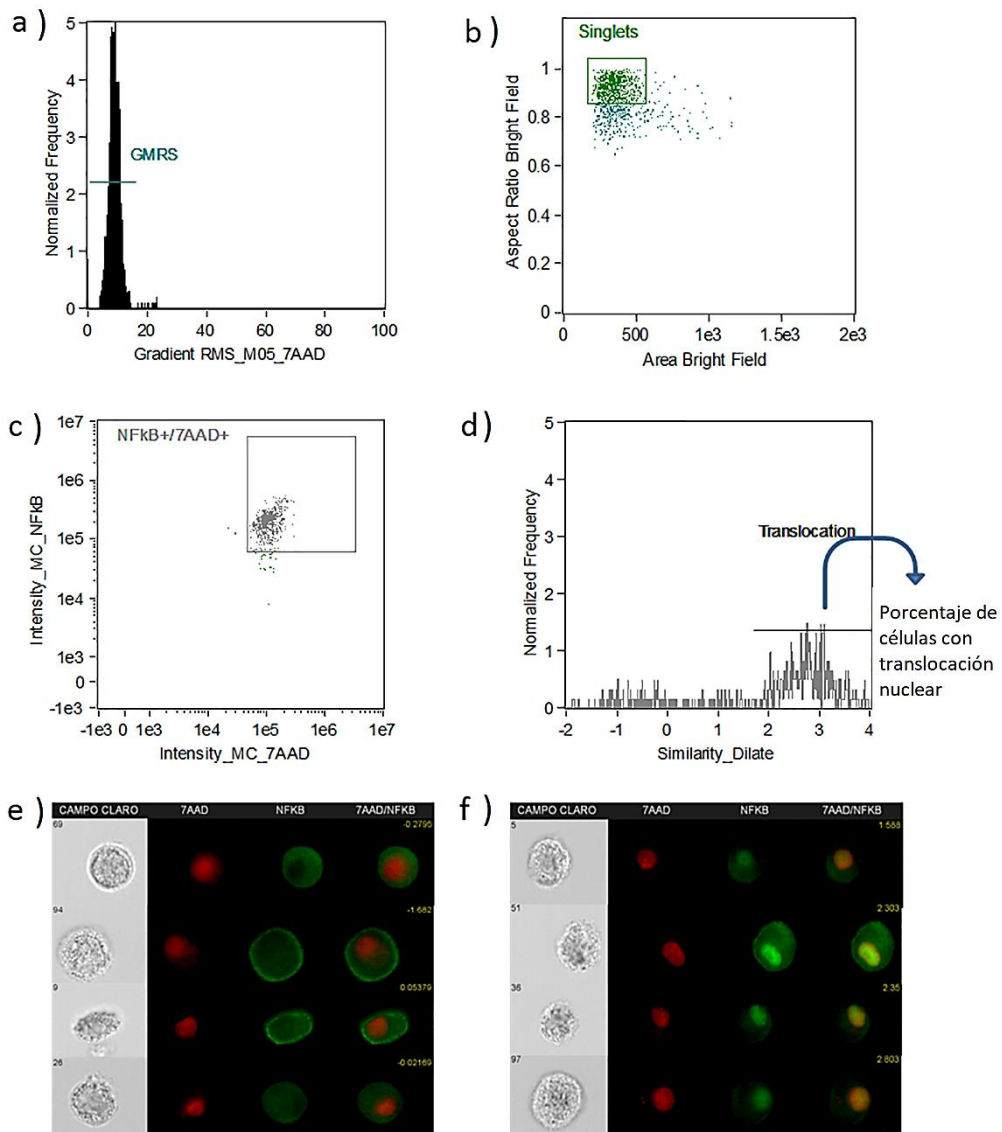 a )
Normalized Frequency
5
4
3
2
1
0
GMRS
0 20 40 60 80 100
Gradient RMS_M05_7AAD
b )
Singlets
Aspect Ratio Bright Field
1
0.8
0.6
0.4
0.2
0
0 500 1e3 1.5e3 2e3
Area Bright Field
c )
NFkB+/7AAD+
Intensity_MC_NFkB
1e7
1e6
1e5
1e4
1e3
0
-1e3
-1e3 0 1e3 1e4 1e5 1e6 1e7
Intensity_MC_7AAD
d )
Normalized Frequency
5
4
3
2
1
0
Translocation
-2 -1 0 1 2 3 4
Similarity_Dilate
Porcentaje de
células con
translocación
nuclear
e )
CAMPO CLARO 7AAD NFKB 7AAD/NFKB
69 -0.2795
94 -1.682
9 0.05379
26 -0.02169
f )
CAMPO CLARO 7AAD NFKB 7AAD/NFKB
5 1.588
51 2.303
36 2.35
97 2.803